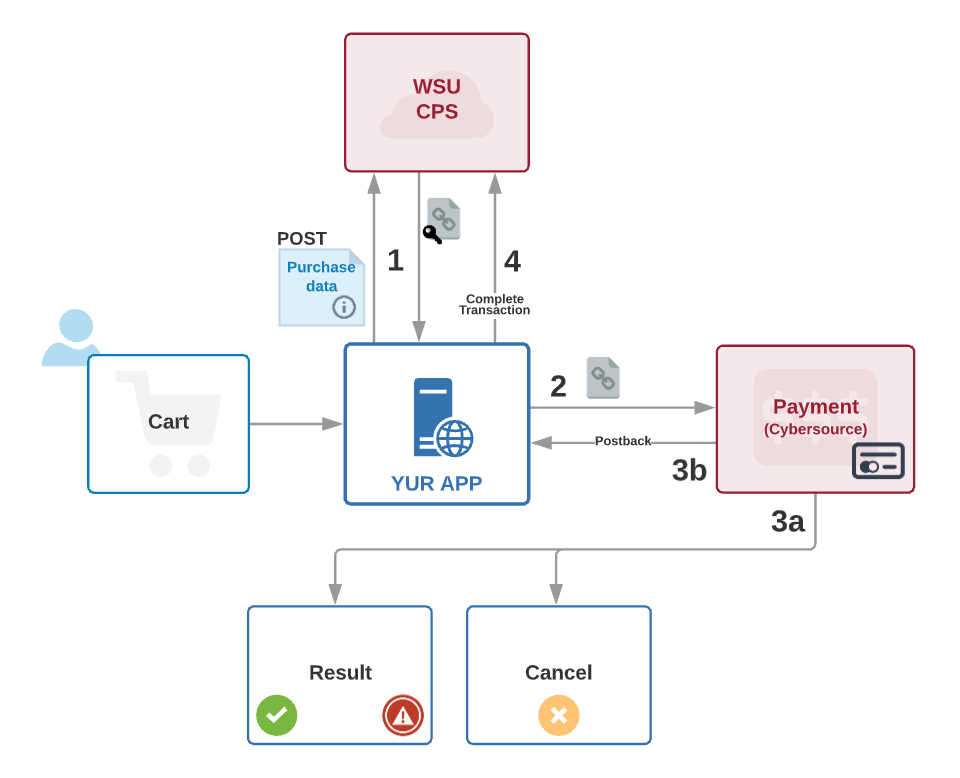 WSU
CPS
POST
Purchase
data
1
4
Complete
Transaction
Cart
YUR APP
2
Postback
3b
Payment
(Cybersource)
3a
Result
Cancel